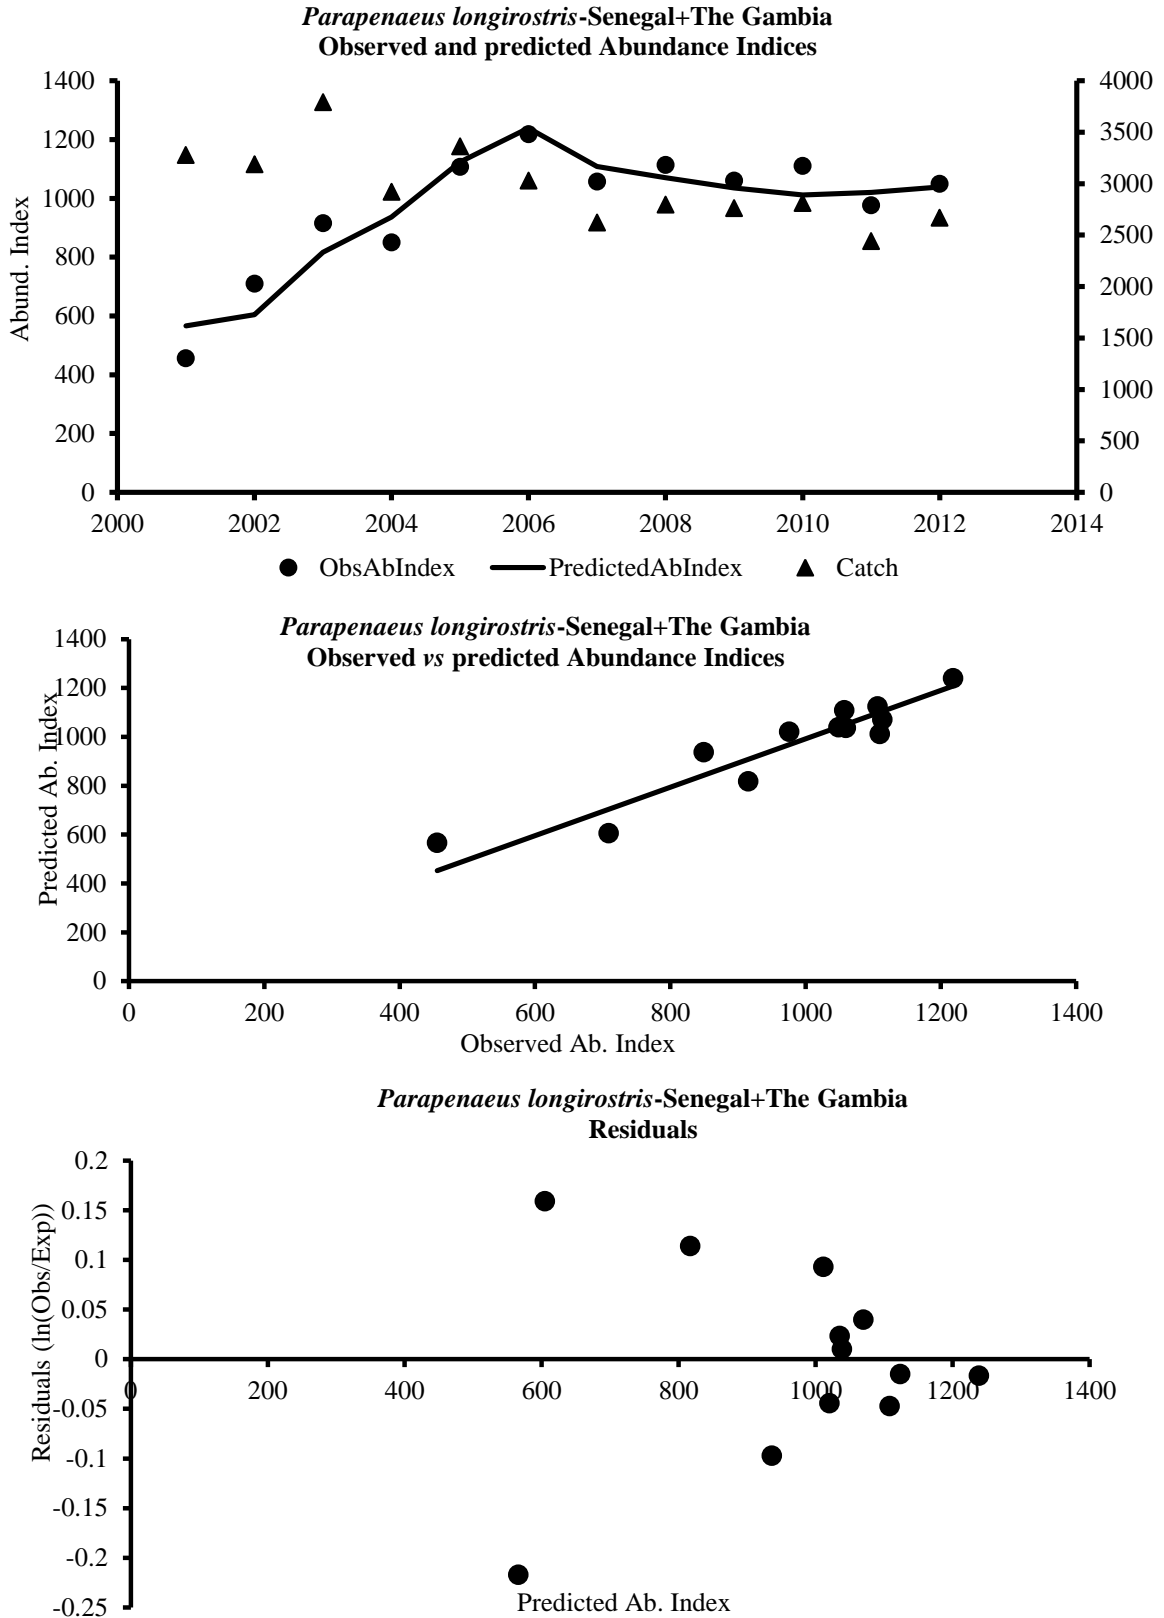 Parapenaeus longirostris-Senegal+The Gambia
Observed and predicted Abundance Indices
1400
1200
1000
800
600
400
200
0
Abund. Index
4000
3500
3000
2500
2000
1500
1000
500
0
2000 2002 2004 2006 2008 2010 2012 2014
ObsAbIndex PredictedAbIndex Catch
Parapenaeus longirostris-Senegal+The Gambia
Observed vs predicted Abundance Indices
1400
1200
1000
800
600
400
200
0
Predicted Ab. Index
0 200 400 600 800 1000 1200 1400
Observed Ab. Index
Parapenaeus longirostris-Senegal+The Gambia
Residuals
0.2
0.15
0.1
0.05
0
-0.05
-0.1
-0.15
-0.2
-0.25
Residuals (ln(Obs/Exp))
0 200 400 600 800 1000 1200 1400
Predicted Ab. Index